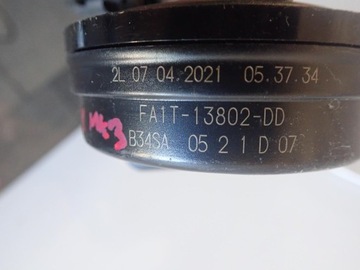 2L 07 04.2021 05.37.34
FA1T-13802-DD
B34SA 05 2 1 D 07